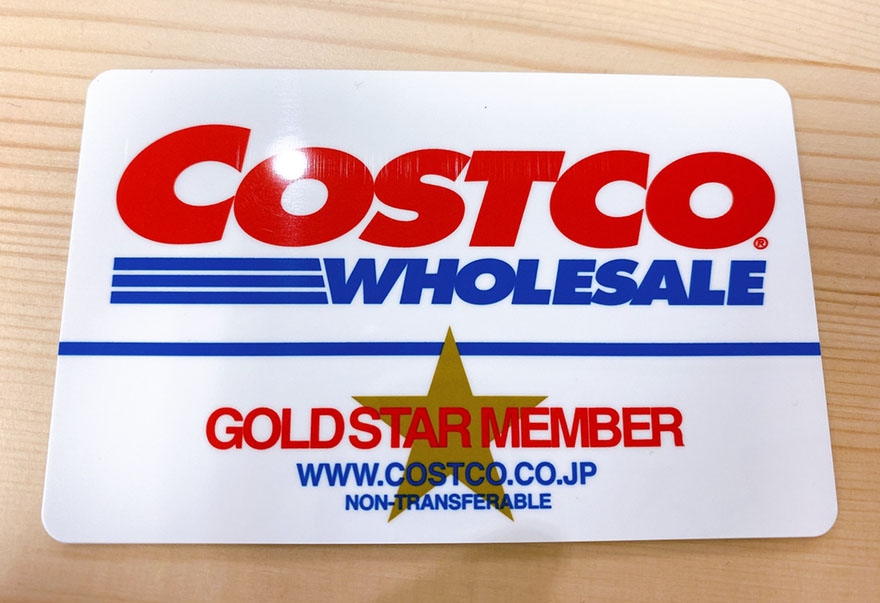 COSTCO®
WHOLESALE
GOLD STAR MEMBER
WWW.COSTCO.CO.JP
NON-TRANSFERABLE